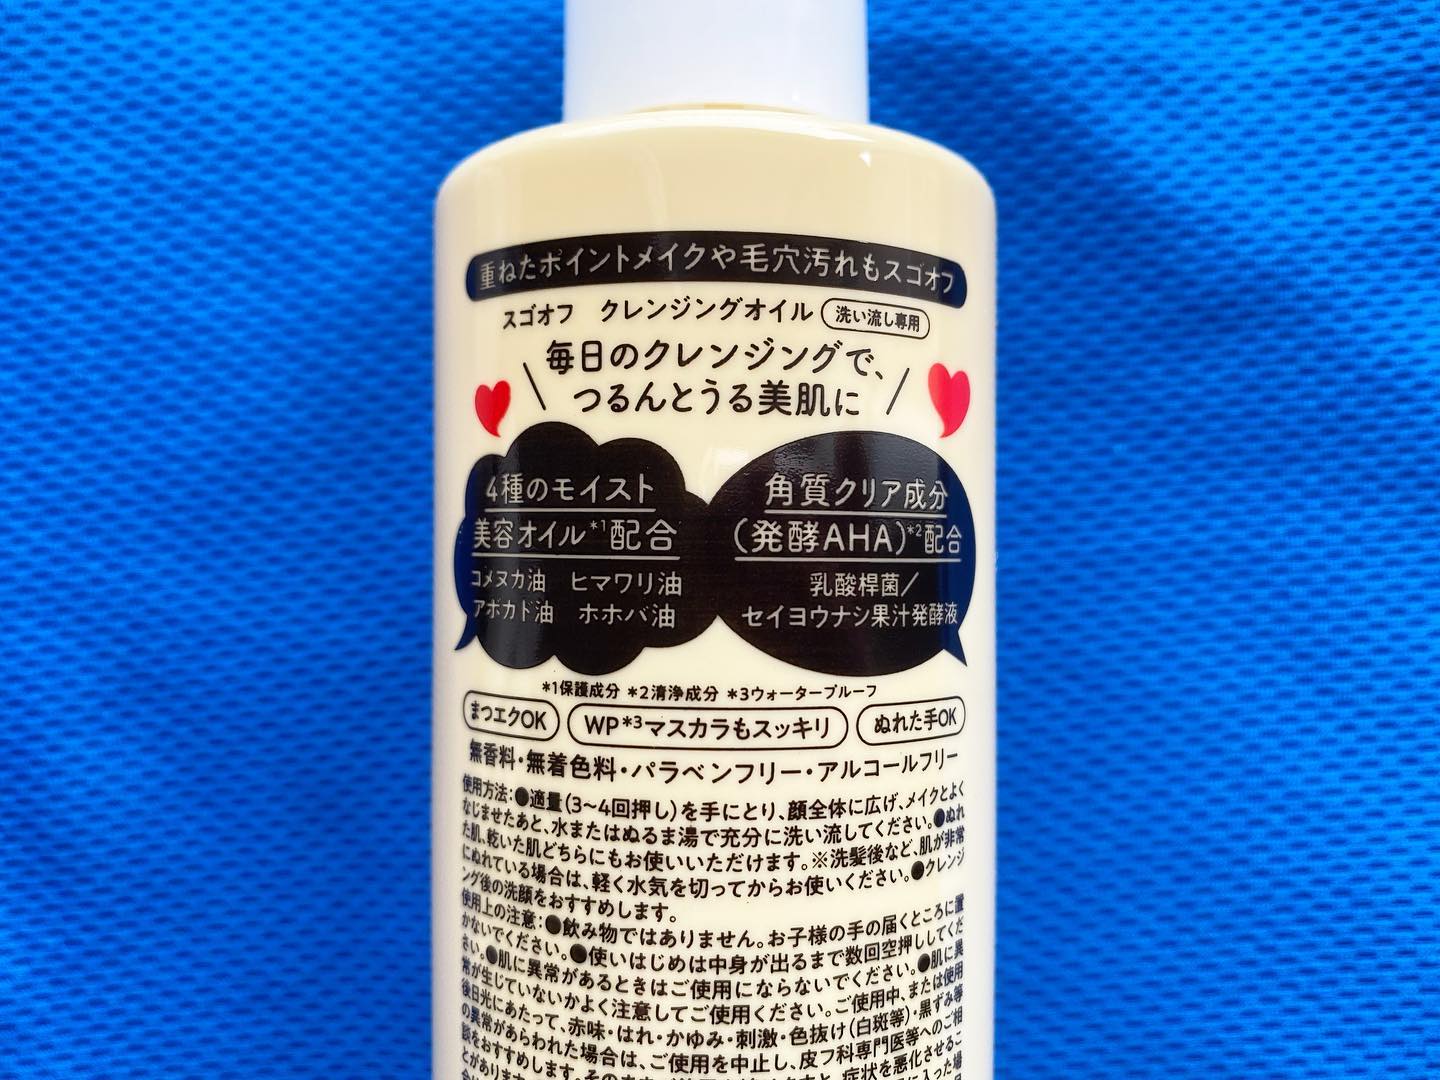 重ねたポイントメイクや毛穴汚れもスゴオフ
スゴオフ クレンジングオイル 洗い流し専用
毎日のクレンジングで、
つるんとうる美肌に
4種のモイスト
美容オイル*1配合
コメヌカ油 ヒマワリ油
アボカド油 ホホバ油
角質クリア成分
(発酵AHA)*2配合
乳酸桿菌/
セイヨウナシ果汁発酵液
*1保護成分 *2清浄成分 *3ウォータープルーフ
まつエクOK WP*3マスカラもスッキリ ぬれた手OK
無香料・無着色料・パラベンフリー・アルコールフリー
使用方法:●適量(3〜4回押し)を手にとり、顔全体に広げ、メイクとよく
なじませたあと、水またはぬるま湯で充分に洗い流してください。●ぬれ
た肌、乾いた肌どちらにもお使いいただけます。※洗髪後など、肌が非常
にぬれている場合は、軽く水気を切ってからお使いください。●クレンジ
ング後の洗顔をおすすめします。
使用上の注意:●飲み物ではありません。お子様の手の届くところに置
かないでください。●使いはじめは中身が出るまで数回空押ししてくだ
さい。●肌に異常があるときはご使用にならないでください。●肌に異
常が生じていないかよく注意してご使用ください。ご使用中、または使用
後日光にあたって、赤味・はれ・かゆみ・刺激・色抜け(白斑等)・黒ずみ等
の異常があらわれた場合は、ご使用を中止し、皮フ科専門医等へのご相
談をおすすめします。そのまま 症状を悪化させるこ
とがあります に入った場